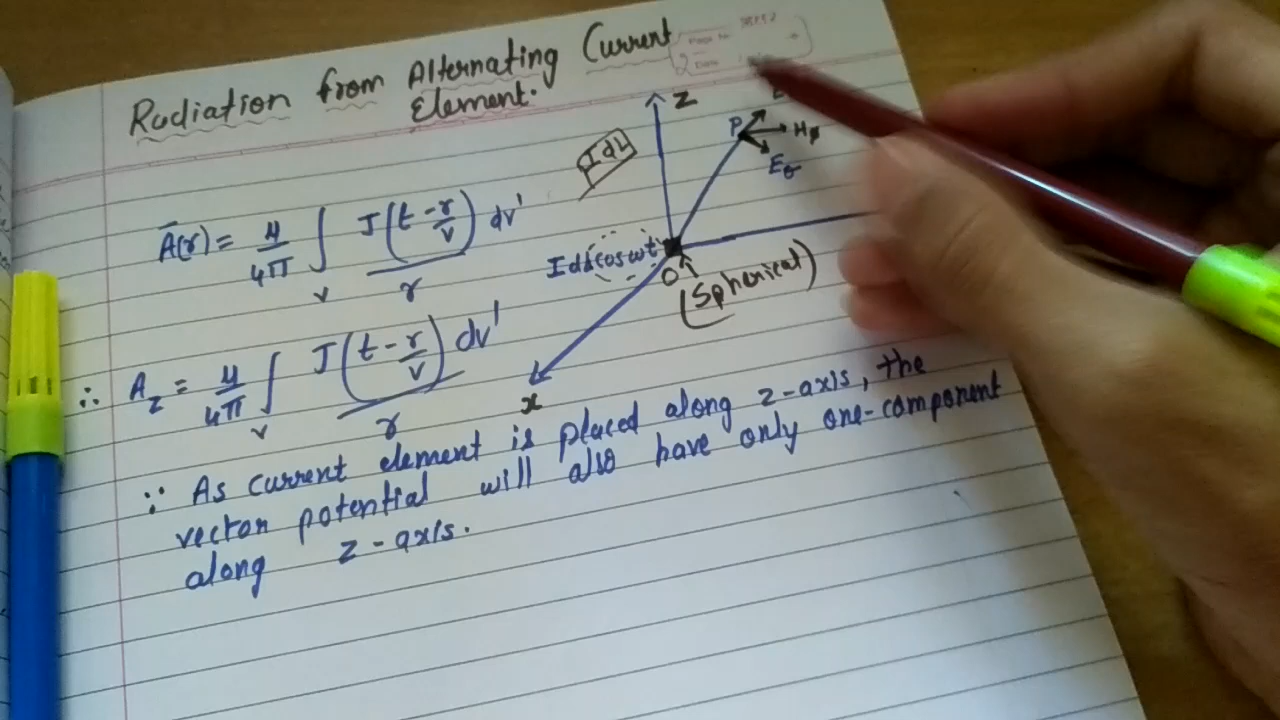 Radiation from Alternating Current
Element.
Z
P
Hφ
Eθ
IdL
A(r) = μ/4π ∫v J(t - r/v)/r dv'
Idl cos ωt
O
(Spherical)
x
∴ Az = μ/4π ∫v J(t - r/v)/r dv'
∵ As current element is placed along z-axis, the
vector potential will also have only one-component
along z-axis.